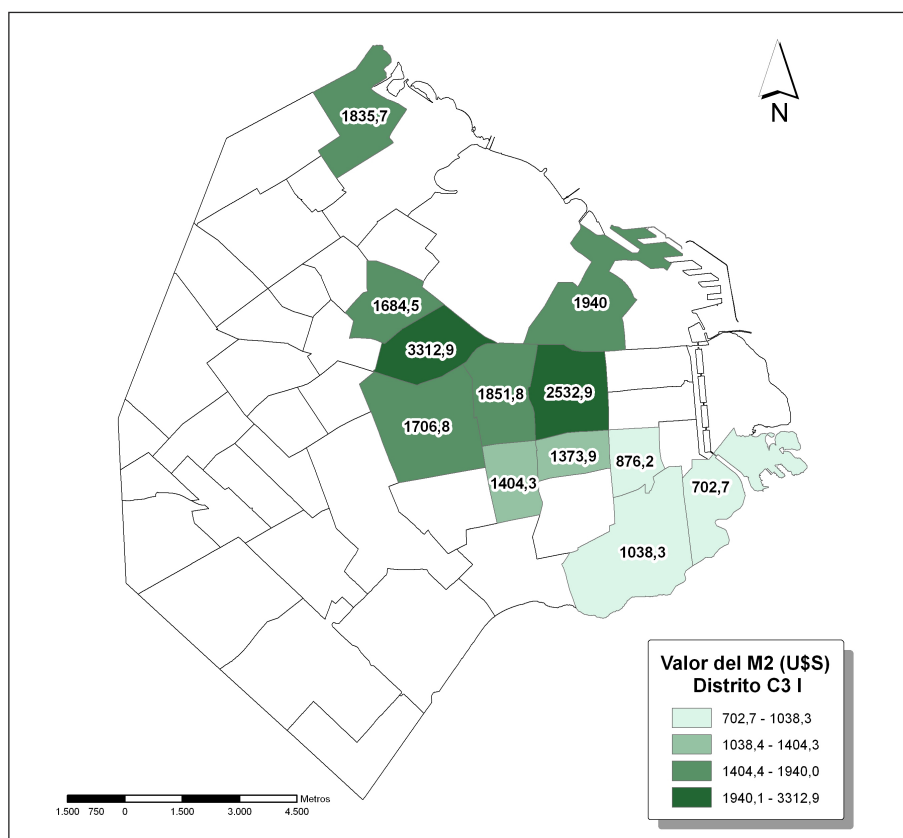 1835,7
N
1684,5
1940
3312,9
1851,8
2532,9
1706,8
1373,9
876,2
1404,3
702,7
1038,3
Valor del M2 (U$S)
Distrito C3 I
702,7 - 1038,3
1038,4 - 1404,3
1404,4 - 1940,0
1940,1 - 3312,9
Metros
1.500 750 0 1.500 3.000 4.500